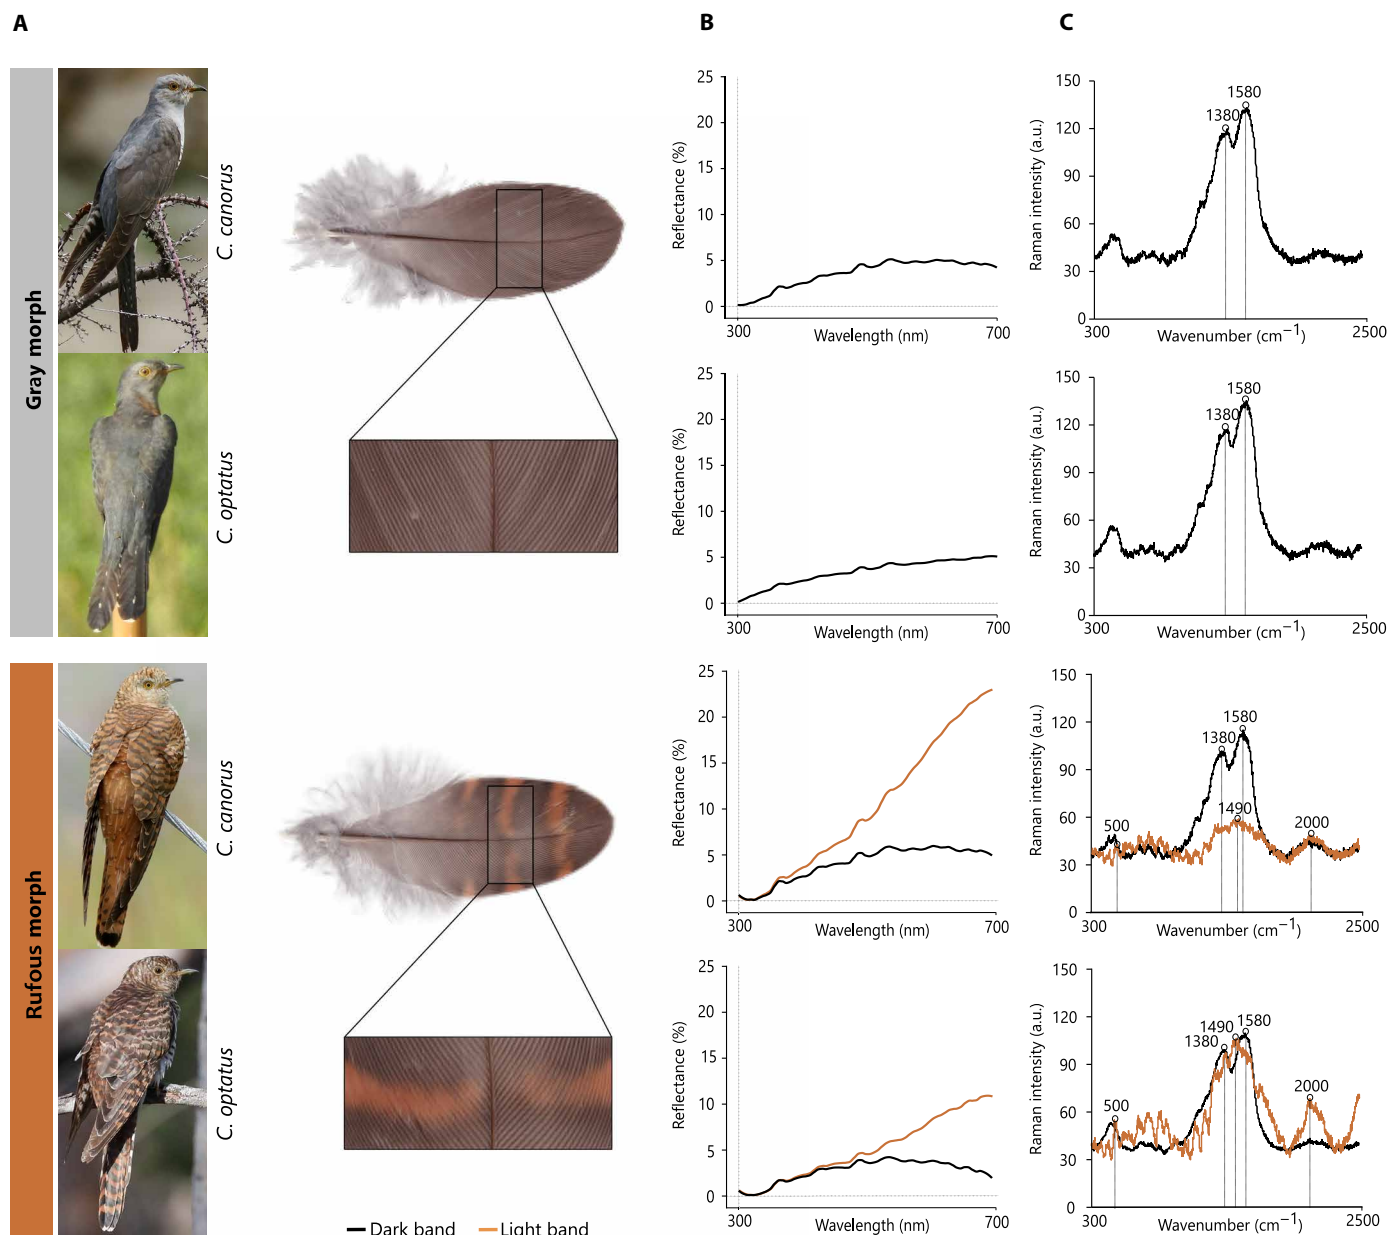 A
B
C
Gray morph
C. canorus
C. optatus
Rufous morph
C. canorus
C. optatus
Reflectance (%)
25
20
15
10
5
0
300
Wavelength (nm)
700
Raman intensity (a.u.)
150
120
90
60
30
0
1380
1580
300
Wavenumber (cm⁻¹)
2500
Reflectance (%)
25
20
15
10
5
0
300
Wavelength (nm)
700
Raman intensity (a.u.)
150
120
90
60
30
0
1380
1580
300
Wavenumber (cm⁻¹)
2500
Reflectance (%)
25
20
15
10
5
0
300
Wavelength (nm)
700
Raman intensity (a.u.)
150
120
90
60
30
0
500
1380
1580
1490
2000
300
Wavenumber (cm⁻¹)
2500
Reflectance (%)
25
20
15
10
5
0
300
Wavelength (nm)
700
Raman intensity (a.u.)
150
120
90
60
30
0
500
1380
1490
1580
2000
300
Wavenumber (cm⁻¹)
2500
Dark band
Light band